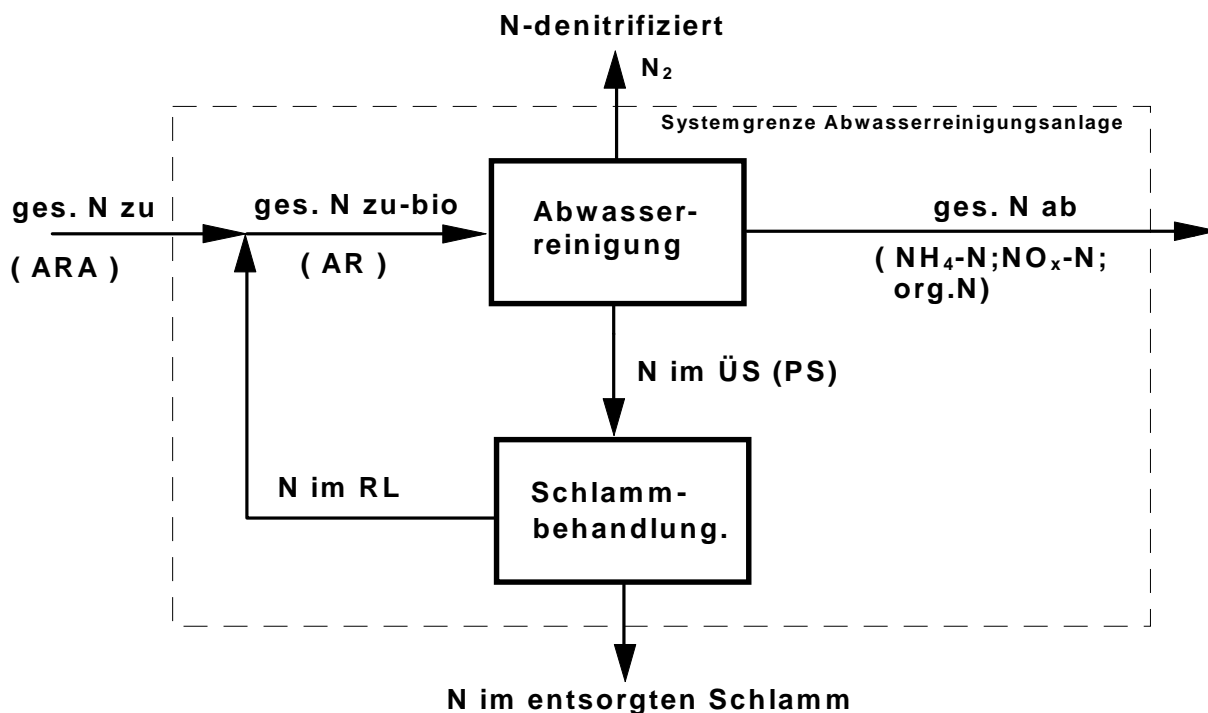 N-denitrifiziert
N₂
Systemgrenze Abwasserreinigungsanlage
ges. N zu
( ARA )
ges. N zu-bio
( AR )
Abwasser-
reinigung
ges. N ab
( NH₄-N;NOₓ-N;
org.N)
N im ÜS (PS)
N im RL
Schlamm-
behandlung.
N im entsorgten Schlamm